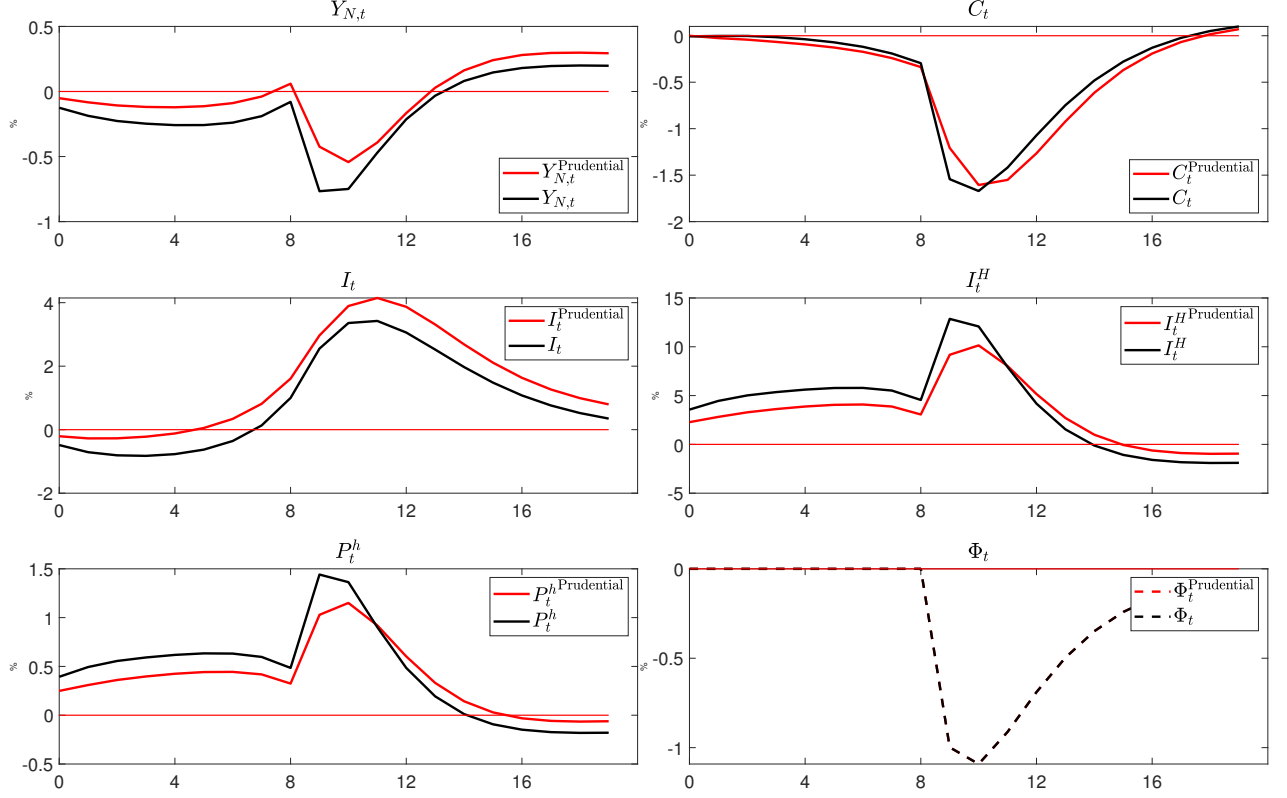 Y_{N,t}
0.5
0
-0.5
-1
%
Y_{N,t}^{Prudential}
Y_{N,t}
0 4 8 12 16
C_t
0
-0.5
-1
-1.5
-2
%
C_t^{Prudential}
C_t
0 4 8 12 16
I_t
4
2
0
-2
%
I_t^{Prudential}
I_t
0 4 8 12 16
I_t^H
15
10
5
0
-5
%
I_t^{H Prudential}
I_t^H
0 4 8 12 16
P_t^h
1.5
1
0.5
0
-0.5
%
P_t^{h Prudential}
P_t^h
0 4 8 12 16
Φ_t
0
-0.5
-1
%
Φ_t^{Prudential}
Φ_t
0 4 8 12 16